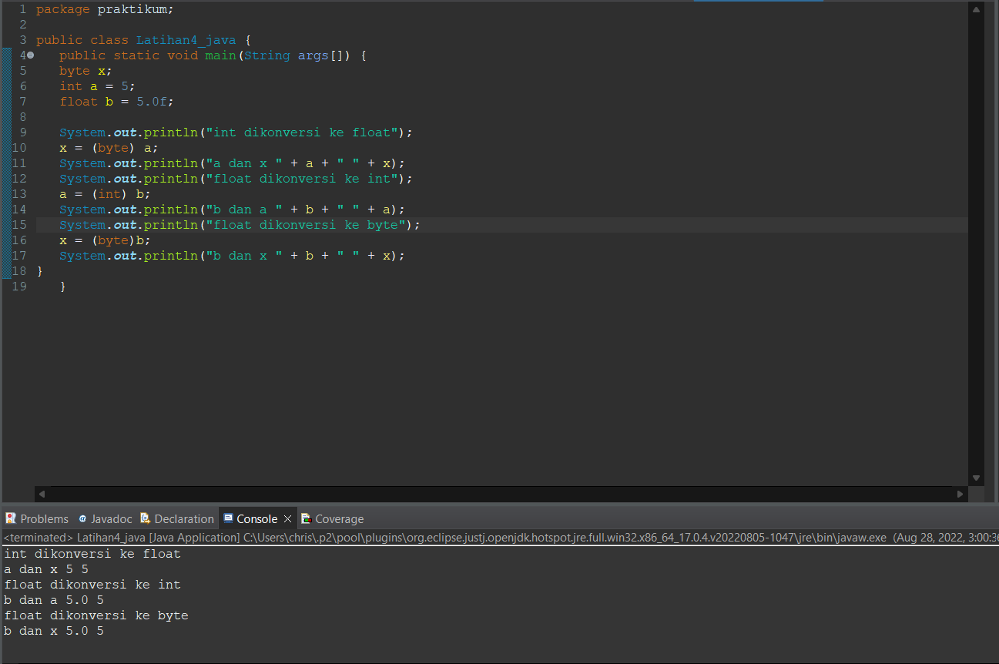 1 package praktikum;
2
3 public class Latihan4_java {
4 public static void main(String args[]) {
5 byte x;
6 int a = 5;
7 float b = 5.0f;
8
9 System.out.println("int dikonversi ke float");
10 x = (byte) a;
11 System.out.println("a dan x " + a + " " + x);
12 System.out.println("float dikonversi ke int");
13 a = (int) b;
14 System.out.println("b dan a " + b + " " + a);
15 System.out.println("float dikonversi ke byte");
16 x = (byte)b;
17 System.out.println("b dan x " + b + " " + x);
18 }
19 }
Problems Javadoc Declaration Console Coverage
<terminated> Latihan4_java [Java Application] C:\Users\chris\.p2\pool\plugins\org.eclipse.justj.openjdk.hotspot.jre.full.win32.x86_64_17.0.4.v20220805-1047\jre\bin\javaw.exe (Aug 28, 2022, 3:00:36
int dikonversi ke float
a dan x 5 5
float dikonversi ke int
b dan a 5.0 5
float dikonversi ke byte
b dan x 5.0 5